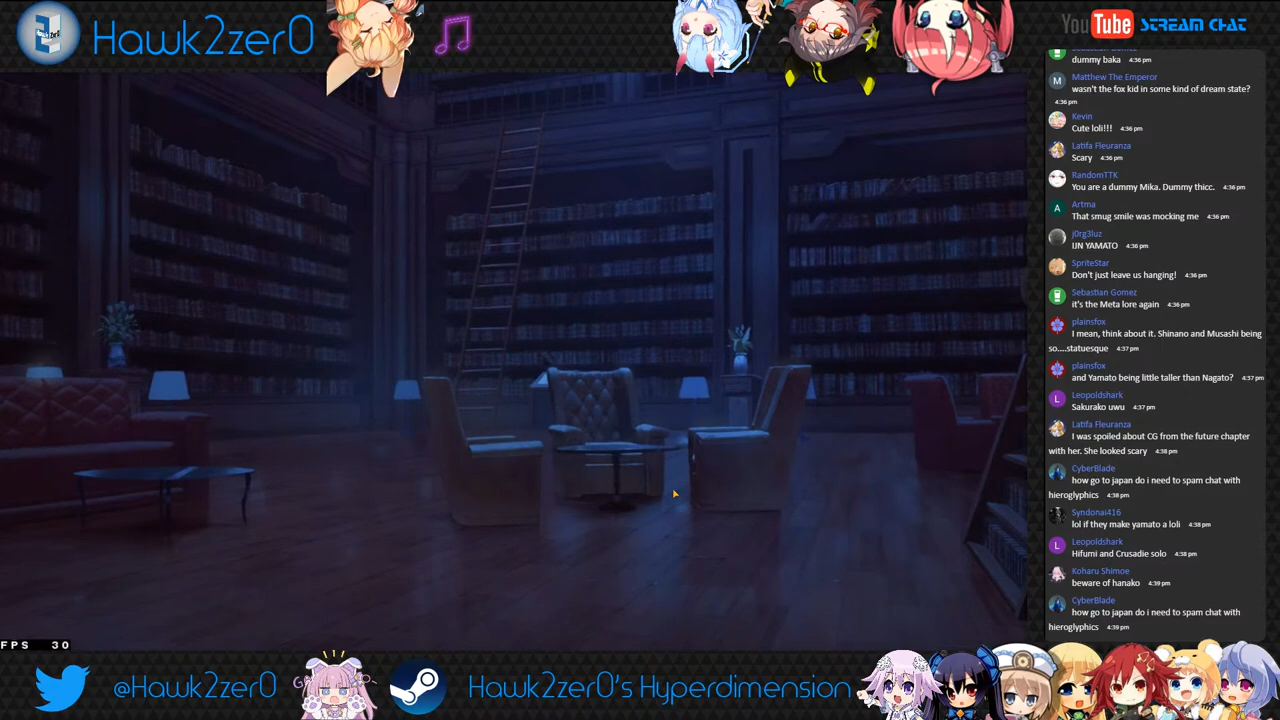 Hawk2zer0
You Tube STREAM CHAT
dummy baka 4:36 pm
Matthew The Emperor
M wasn't the fox kid in some kind of dream state?
4:36 pm
Kevin
Cute loli!!! 4:36 pm
Latifa Fleuranza
Scary 4:36 pm
RandomTTK
You are a dummy Mika. Dummy thicc. 4:36 pm
Artma
A That smug smile was mocking me 4:36 pm
j0rg3luz
IJN YAMATO 4:36 pm
SpriteStar
Don't just leave us hanging! 4:36 pm
Sebastian Gomez
it's the Meta lore again 4:36 pm
plainsfox
I mean, think about it. Shinano and Musashi being
so....statuesque 4:37 pm
plainsfox
and Yamato being little taller than Nagato? 4:37 pm
Leopoldshark
L Sakurako uwu 4:37 pm
Latifa Fleuranza
I was spoiled about CG from the future chapter
with her. She looked scary 4:38 pm
CyberBlade
how go to japan do i need to spam chat with
hieroglyphics 4:38 pm
Syndonai416
lol if they make yamato a loli 4:38 pm
Leopoldshark
L Hifumi and Crusadie solo 4:38 pm
Koharu Shimoe
beware of hanako 4:39 pm
CyberBlade
how go to japan do i need to spam chat with
hieroglyphics 4:39 pm
FPS 30
@Hawk2zer0
Hawk2zer0's Hyperdimension